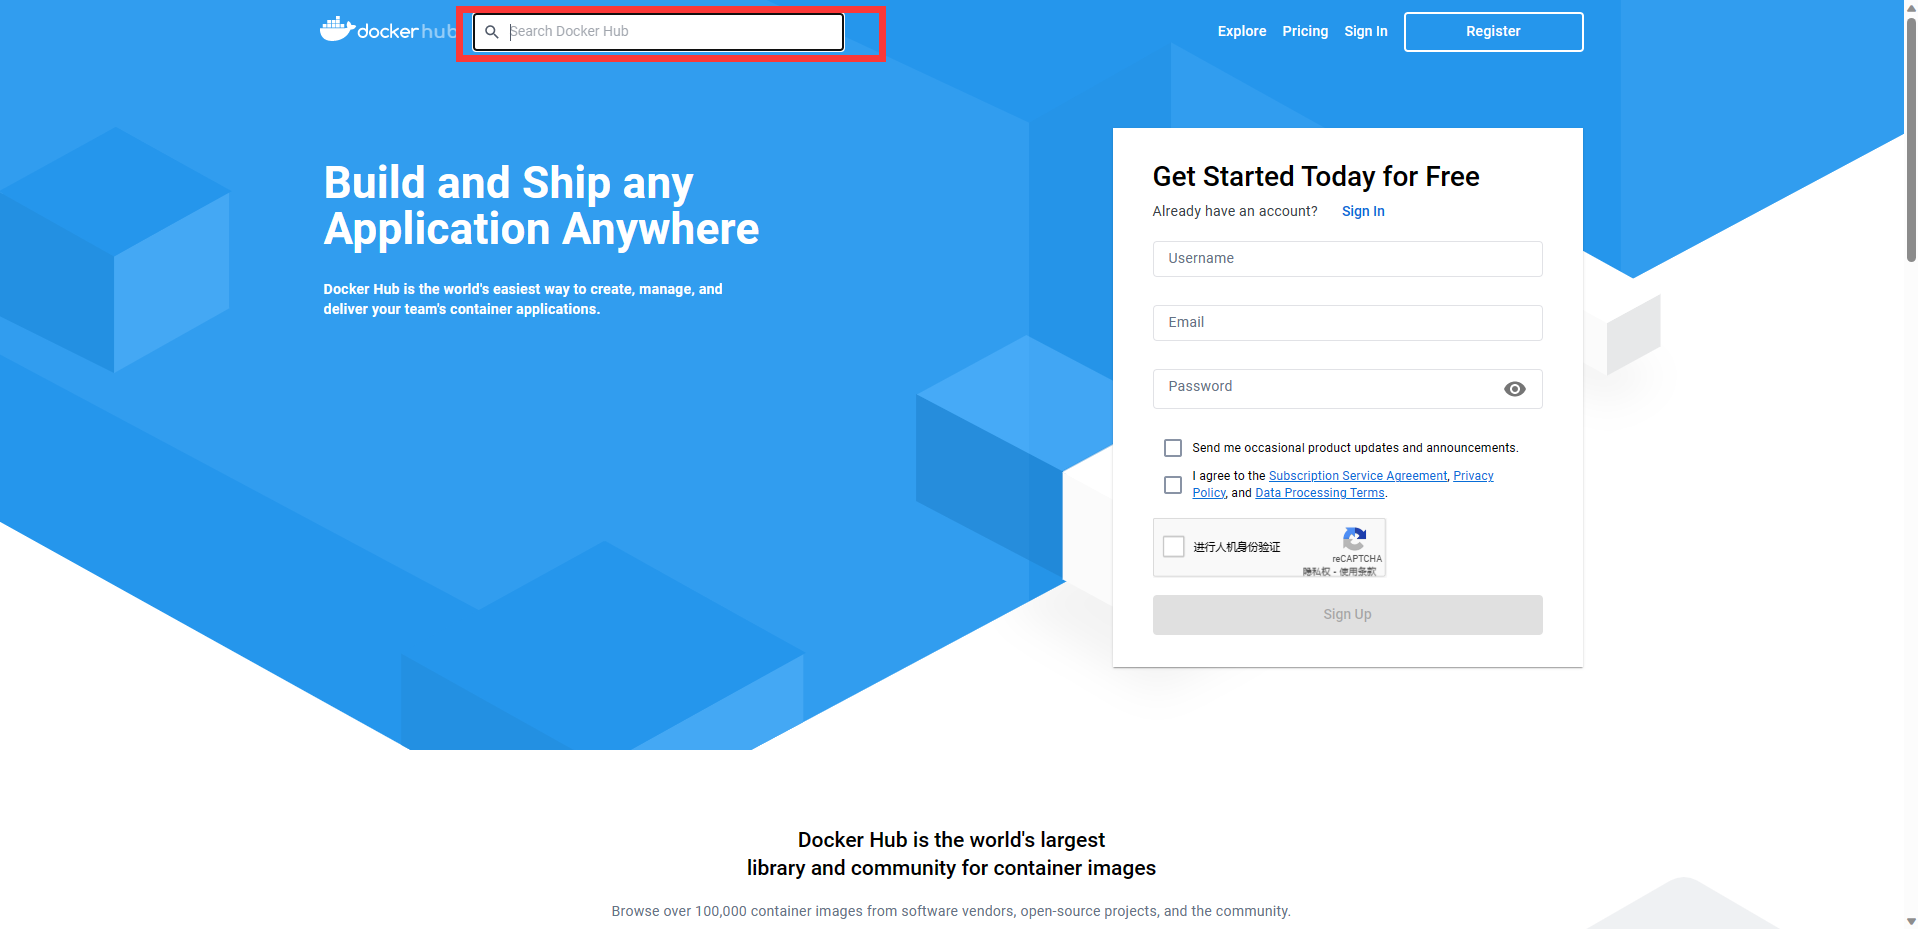 docker hub
Search Docker Hub
Explore
Pricing
Sign In
Register
Build and Ship any
Application Anywhere
Docker Hub is the world's easiest way to create, manage, and
deliver your team's container applications.
Get Started Today for Free
Already have an account? Sign In
Username
Email
Password
Send me occasional product updates and announcements.
I agree to the Subscription Service Agreement, Privacy
Policy, and Data Processing Terms.
进行人机身份验证
reCAPTCHA
隐私权 - 使用条款
Sign Up
Docker Hub is the world's largest
library and community for container images
Browse over 100,000 container images from software vendors, open-source projects, and the community.